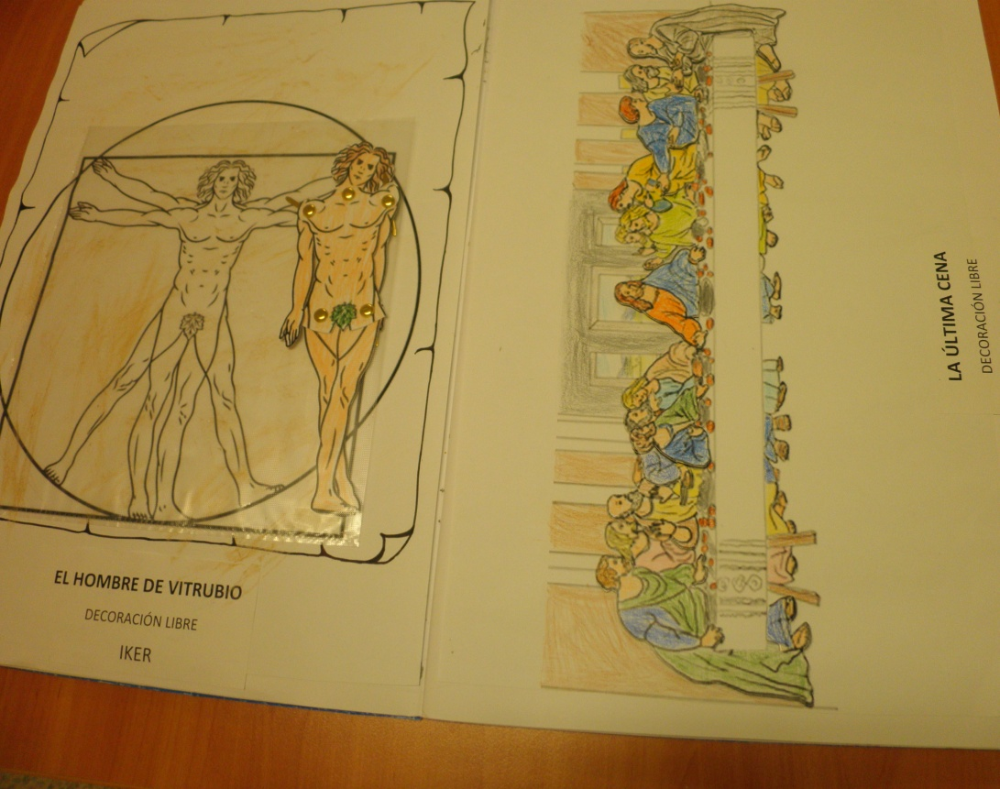 EL HOMBRE DE VITRUBIO
DECORACIÓN LIBRE
IKER
LA ÚLTIMA CENA
DECORACIÓN LIBRE